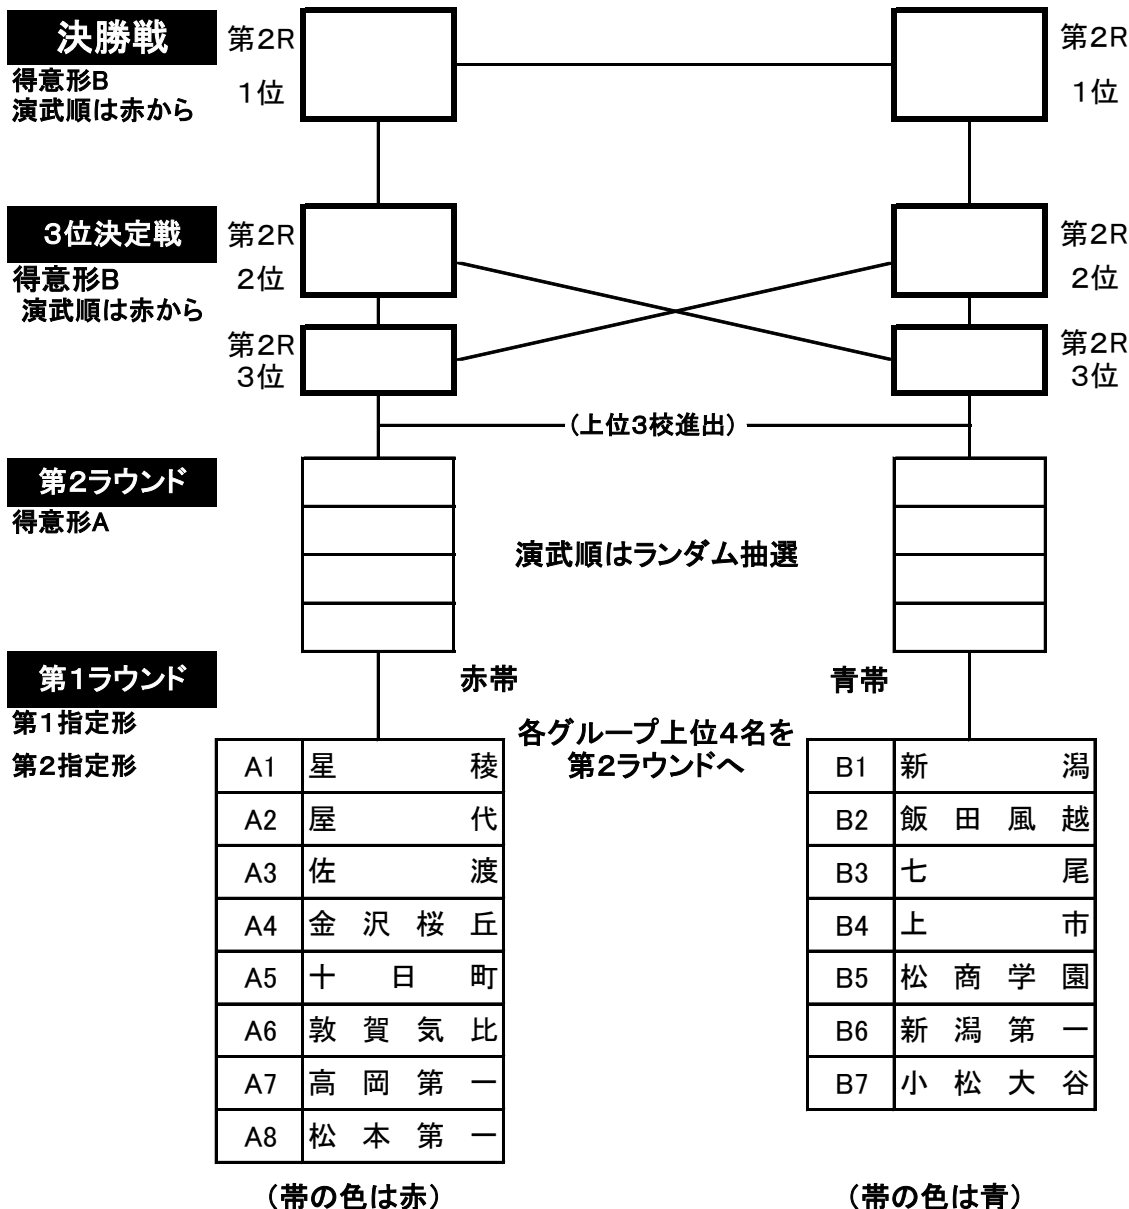 決勝戦 第2R 第2R
得意形B
1位 1位
演武順は赤から
3位決定戦 第2R 第2R
得意形B 2位 2位
演武順は赤から
第2R 第2R
3位 3位
(上位3校進出)
第2ラウンド
得意形A
演武順はランダム抽選
第1ラウンド 赤帯 青帯
第1指定形
各グループ上位4名を
第2指定形 第2ラウンドへ
A1 星稜 B1 新潟
A2 屋代 B2 飯田風越
A3 佐渡 B3 七尾
A4 金沢桜丘 B4 上市
A5 十日町 B5 松商学園
A6 敦賀気比 B6 新潟第一
A7 高岡第一 B7 小松大谷
A8 松本第一
(帯の色は赤) (帯の色は青)